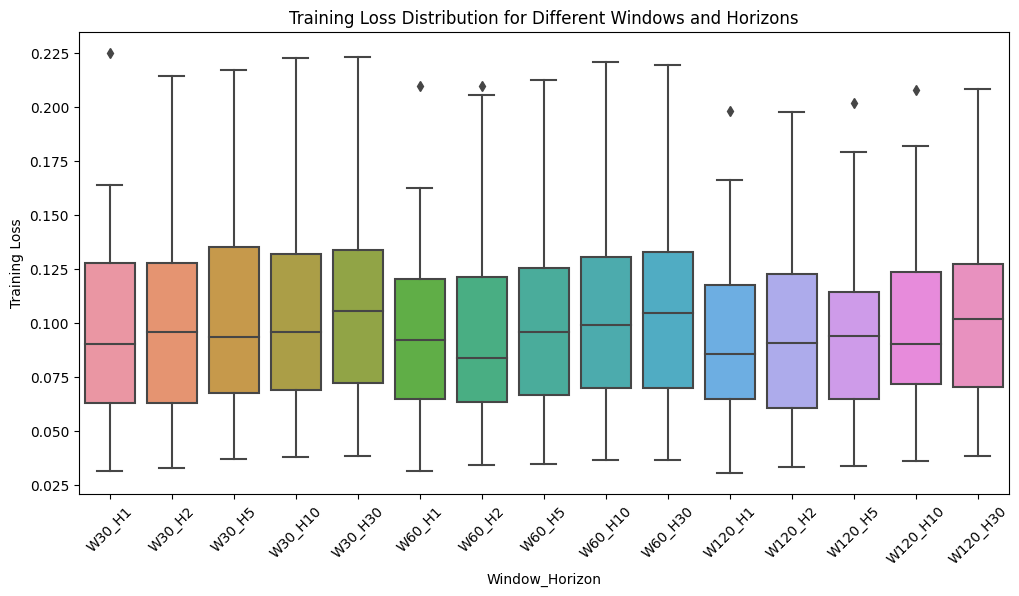 Training Loss Distribution for Different Windows and Horizons
0.225
0.200
0.175
0.150
0.125
0.100
0.075
0.050
0.025
Training Loss
W30_H1
W30_H2
W30_H5
W30_H10
W30_H30
W60_H1
W60_H2
W60_H5
W60_H10
W60_H30
W120_H1
W120_H2
W120_H5
W120_H10
W120_H30
Window_Horizon